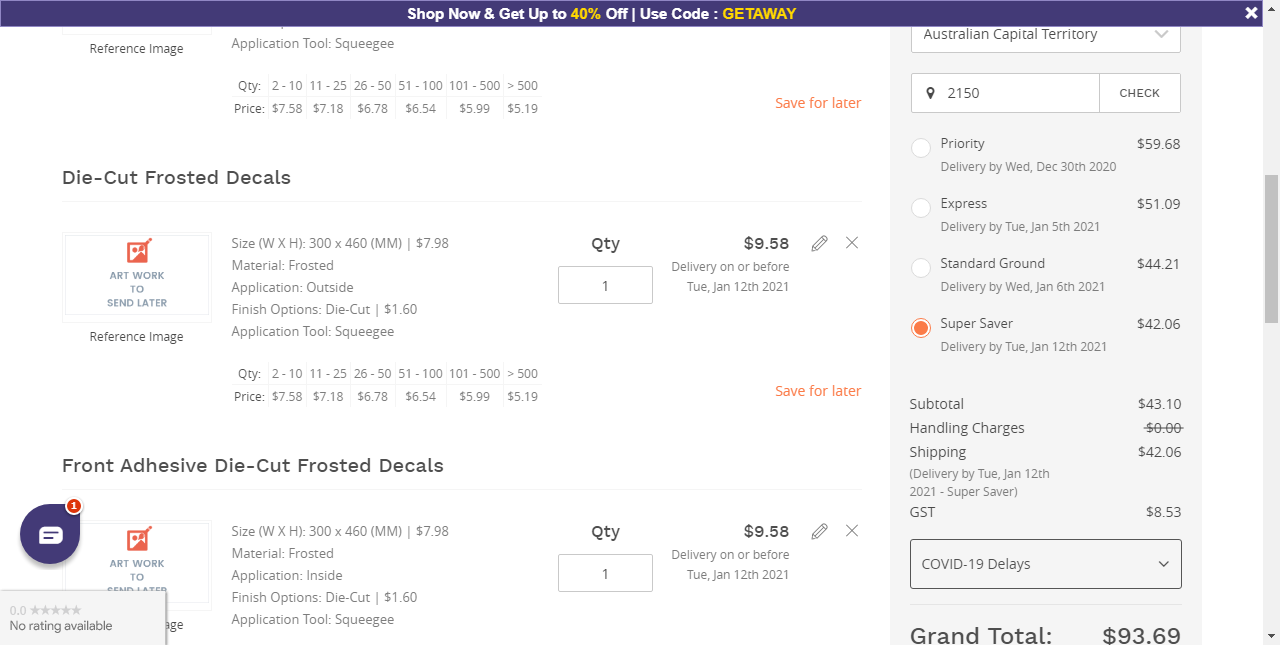 Shop Now & Get Up to 40% Off | Use Code : GETAWAY
Reference Image
Application Tool: Squeegee
Qty: 2 - 10 11 - 25 26 - 50 51 - 100 101 - 500 > 500
Price: $7.58 $7.18 $6.78 $6.54 $5.99 $5.19
Save for later
Die-Cut Frosted Decals
ART WORK
TO
SEND LATER
Reference Image
Size (W X H): 300 x 460 (MM) | $7.98
Material: Frosted
Application: Outside
Finish Options: Die-Cut | $1.60
Application Tool: Squeegee
Qty
1
$9.58
Delivery on or before
Tue, Jan 12th 2021
Qty: 2 - 10 11 - 25 26 - 50 51 - 100 101 - 500 > 500
Price: $7.58 $7.18 $6.78 $6.54 $5.99 $5.19
Save for later
Front Adhesive Die-Cut Frosted Decals
ART WORK
TO
SEND LATER
Size (W X H): 300 x 460 (MM) | $7.98
Material: Frosted
Application: Inside
Finish Options: Die-Cut | $1.60
Application Tool: Squeegee
Qty
1
$9.58
Delivery on or before
Tue, Jan 12th 2021
1
0.0
No rating available
Australian Capital Territory
2150 CHECK
Priority $59.68
Delivery by Wed, Dec 30th 2020
Express $51.09
Delivery by Tue, Jan 5th 2021
Standard Ground $44.21
Delivery by Wed, Jan 6th 2021
Super Saver $42.06
Delivery by Tue, Jan 12th 2021
Subtotal $43.10
Handling Charges $0.00
Shipping $42.06
(Delivery by Tue, Jan 12th
2021 - Super Saver)
GST $8.53
COVID-19 Delays
Grand Total: $93.69